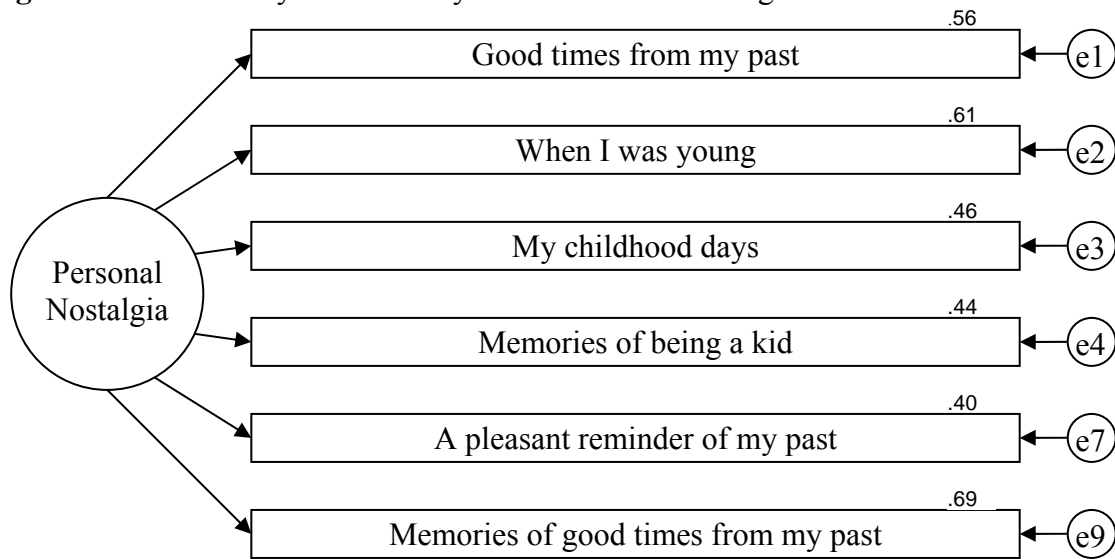 .56
Good times from my past
e1
.61
When I was young
e2
.46
My childhood days
e3
Personal
Nostalgia
.44
Memories of being a kid
e4
.40
A pleasant reminder of my past
e7
.69
Memories of good times from my past
e9